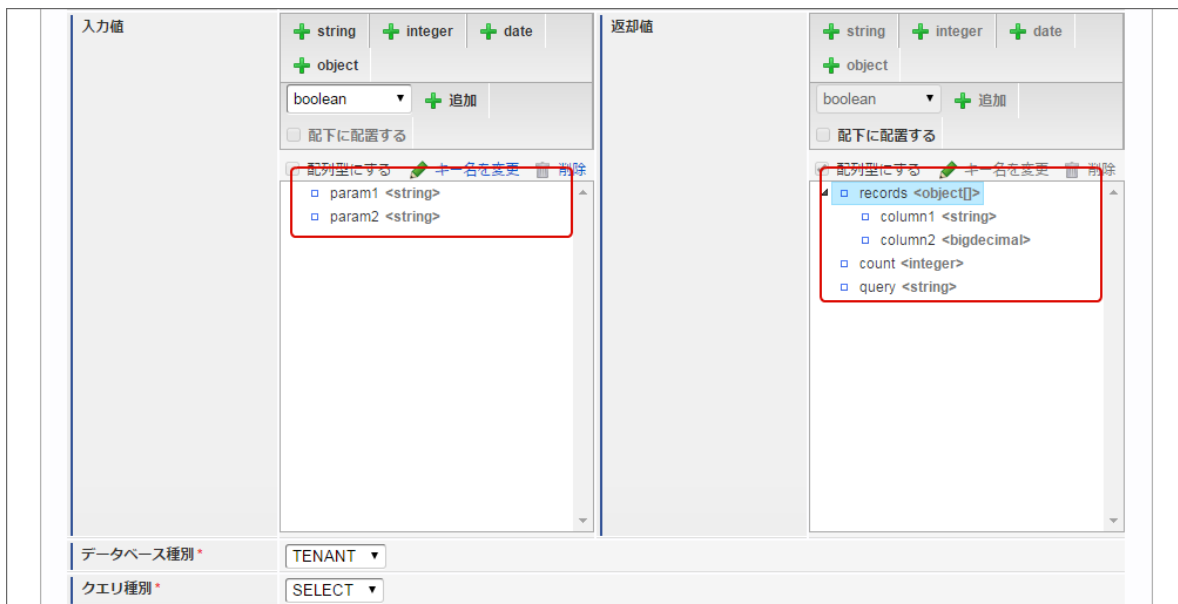 入力値
string integer date
object
boolean 追加
配下に配置する
配列型にする キー名を変更 削除
param1 <string>
param2 <string>
返却値
string integer date
object
boolean 追加
配下に配置する
配列型にする キー名を変更 削除
records <object[]>
column1 <string>
column2 <bigdecimal>
count <integer>
query <string>
データベース種別*
TENANT
クエリ種別*
SELECT